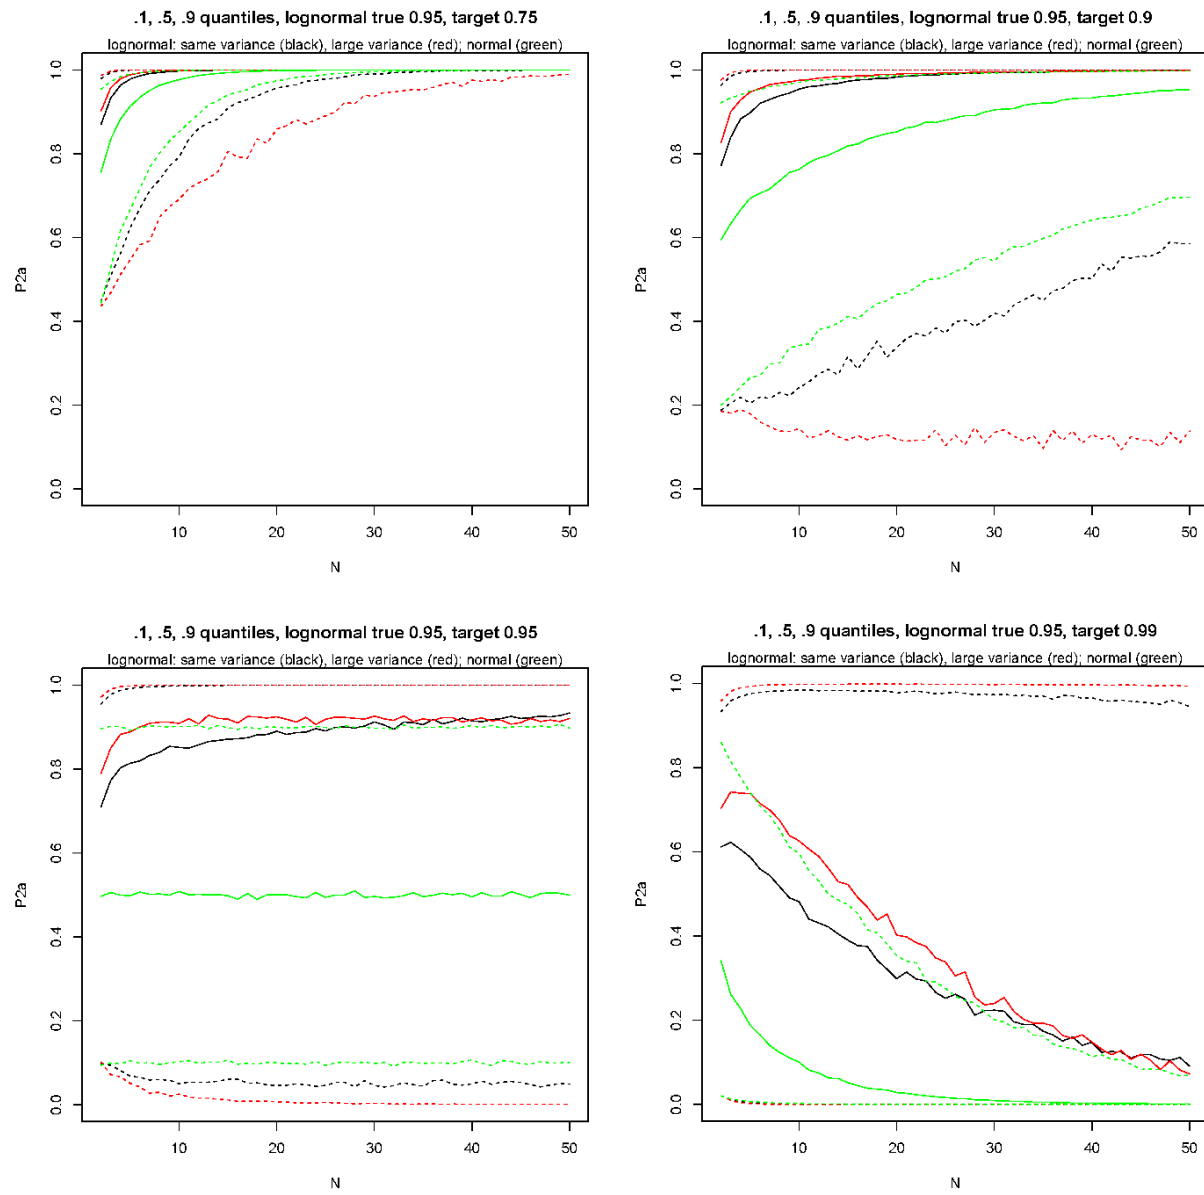 .1, .5, .9 quantiles, lognormal true 0.95, target 0.75
lognormal: same variance (black), large variance (red); normal (green)
1.0
0.8
0.6
P2a
0.4
0.2
0.0
10
20
30
40
50
N
.1, .5, .9 quantiles, lognormal true 0.95, target 0.9
lognormal: same variance (black), large variance (red); normal (green)
1.0
0.8
0.6
P2a
0.4
0.2
0.0
10
20
30
40
50
N
.1, .5, .9 quantiles, lognormal true 0.95, target 0.95
lognormal: same variance (black), large variance (red); normal (green)
1.0
0.8
0.6
P2a
0.4
0.2
0.0
10
20
30
40
50
N
.1, .5, .9 quantiles, lognormal true 0.95, target 0.99
lognormal: same variance (black), large variance (red); normal (green)
1.0
0.8
0.6
P2a
0.4
0.2
0.0
10
20
30
40
50
N